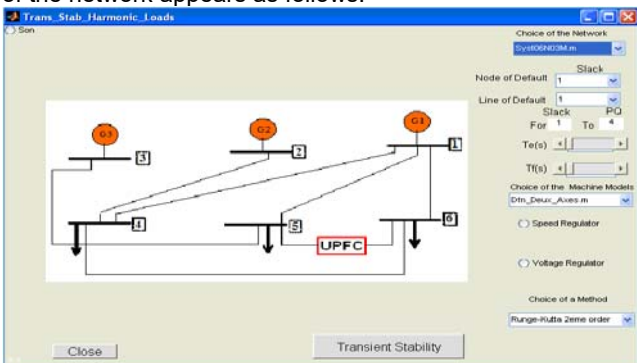 of the network appears as follows:
Trans_Stab_Harmonic_Loads
Son
Choice of the Network
Syst06N03M.m
Slack
Node of Default 1
Line of Default 1
Slack PQ
For 1 To 4
Te(s)
Tf(s)
Choice of the Machine Models
Dfn_Deux_Axes.m
Speed Regulator
Voltage Regulator
Choice of a Method
Runge-Kutta 2eme order
G3
G2
G1
3
2
1
4
5
6
UPFC
Close
Transient Stability